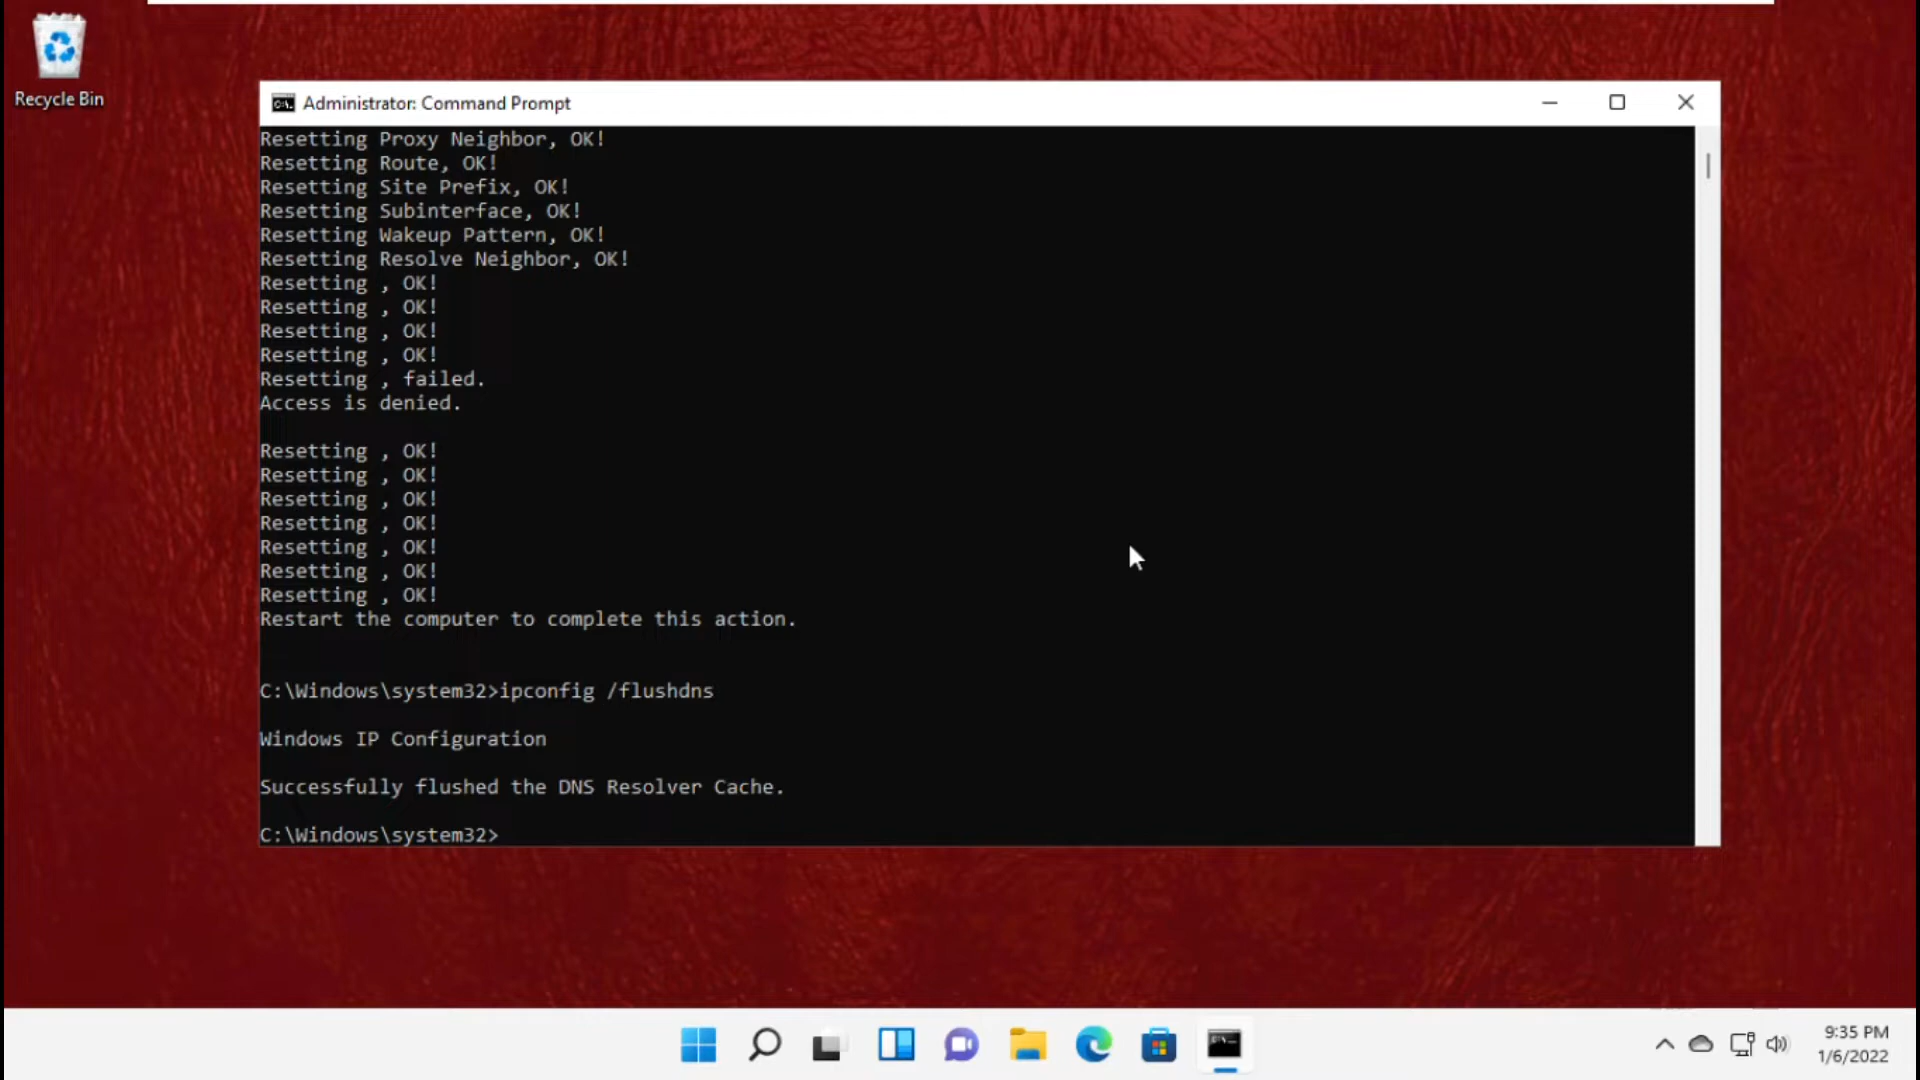 Recycle Bin
Administrator: Command Prompt
Resetting Proxy Neighbor, OK!
Resetting Route, OK!
Resetting Site Prefix, OK!
Resetting Subinterface, OK!
Resetting Wakeup Pattern, OK!
Resetting Resolve Neighbor, OK!
Resetting , OK!
Resetting , OK!
Resetting , OK!
Resetting , OK!
Resetting , failed.
Access is denied.
Resetting , OK!
Resetting , OK!
Resetting , OK!
Resetting , OK!
Resetting , OK!
Resetting , OK!
Resetting , OK!
Restart the computer to complete this action.
C:\Windows\system32>ipconfig /flushdns
Windows IP Configuration
Successfully flushed the DNS Resolver Cache.
C:\Windows\system32>
9:35 PM
1/6/2022